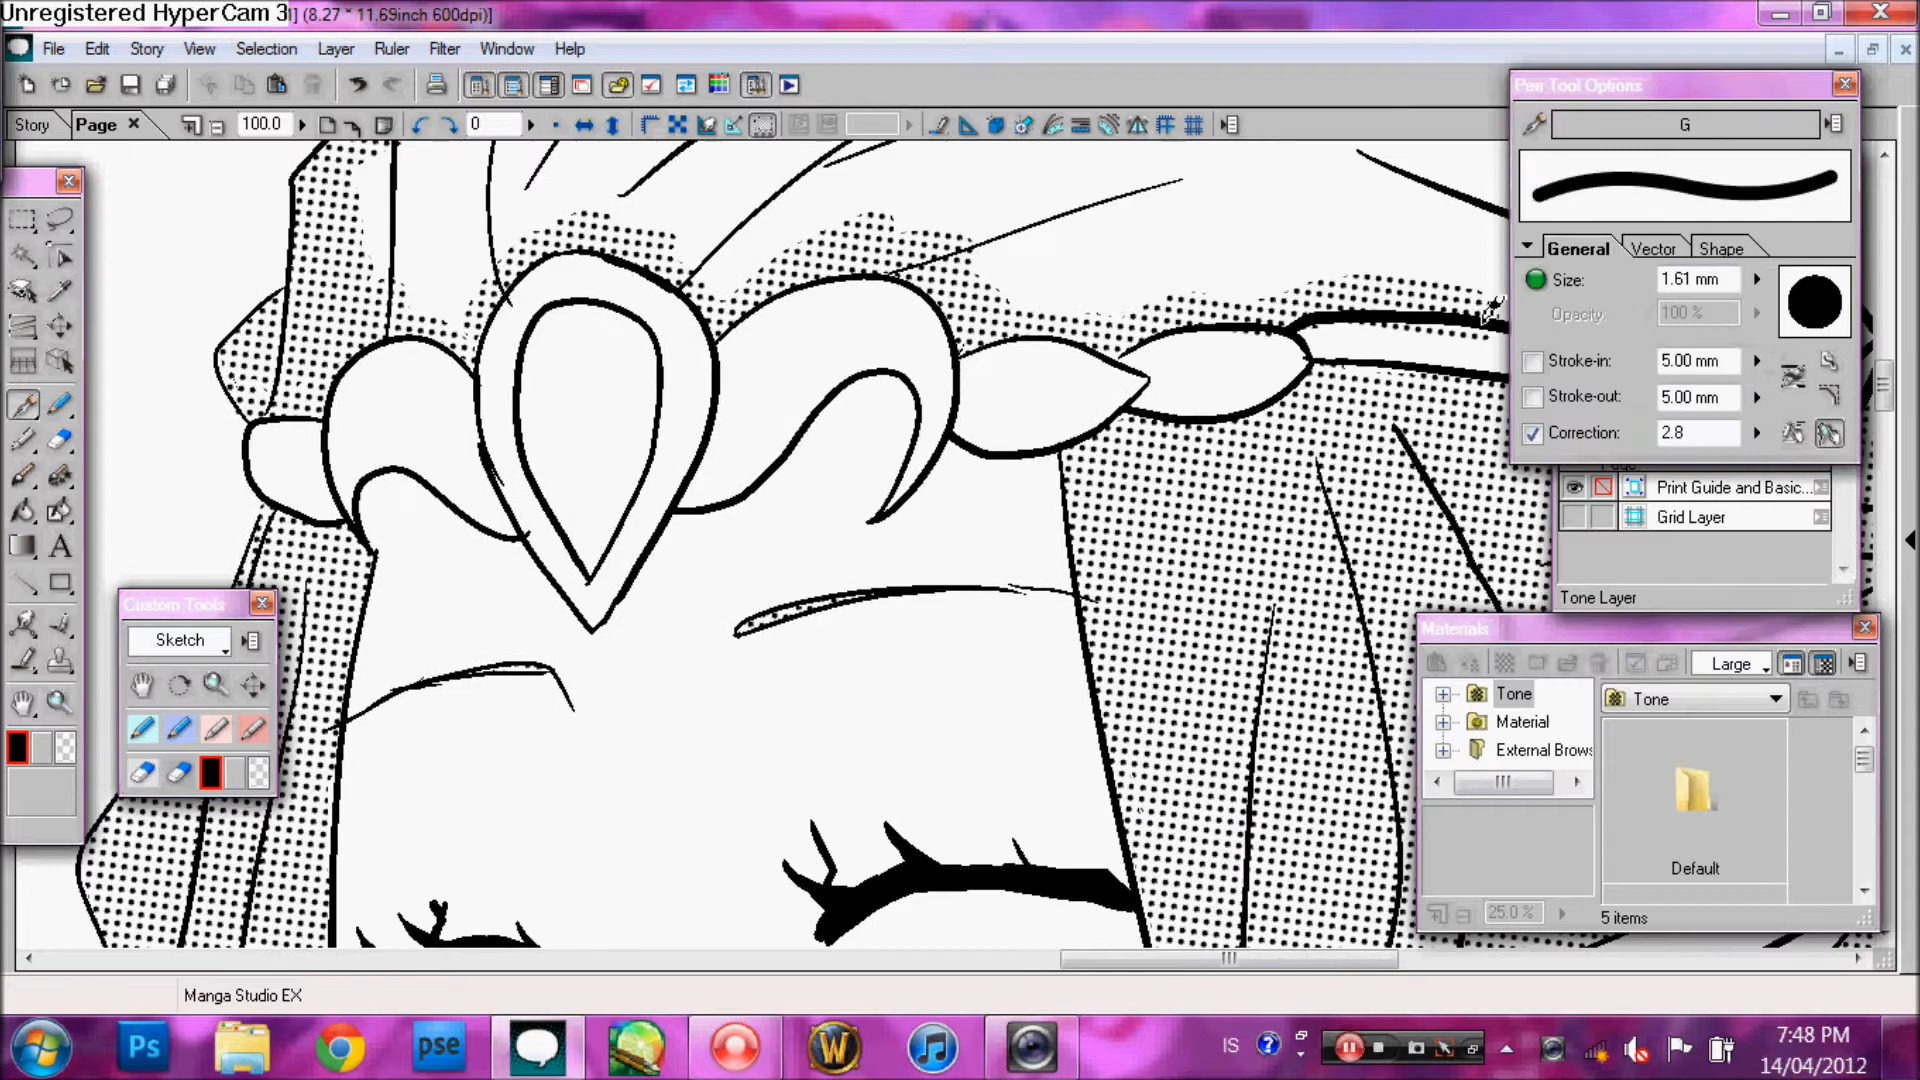 Unregistered HyperCam 3
1] (8.27 * 11.69inch 600dpi)]
File Edit Story View Selection Layer Ruler Filter Window Help
Story Page 100.0 0
Pen Tool Options
G
General Vector Shape
Size: 1.61 mm
Opacity: 100 %
Stroke-in: 5.00 mm
Stroke-out: 5.00 mm
Correction: 2.8
Print Guide and Basic...
Grid Layer
Tone Layer
Custom Tools
Sketch
Materials
Large
Tone
Material
External Brows
Tone
Default
25.0 %
5 items
Manga Studio EX
Ps
pse
IS
7:48 PM
14/04/2012